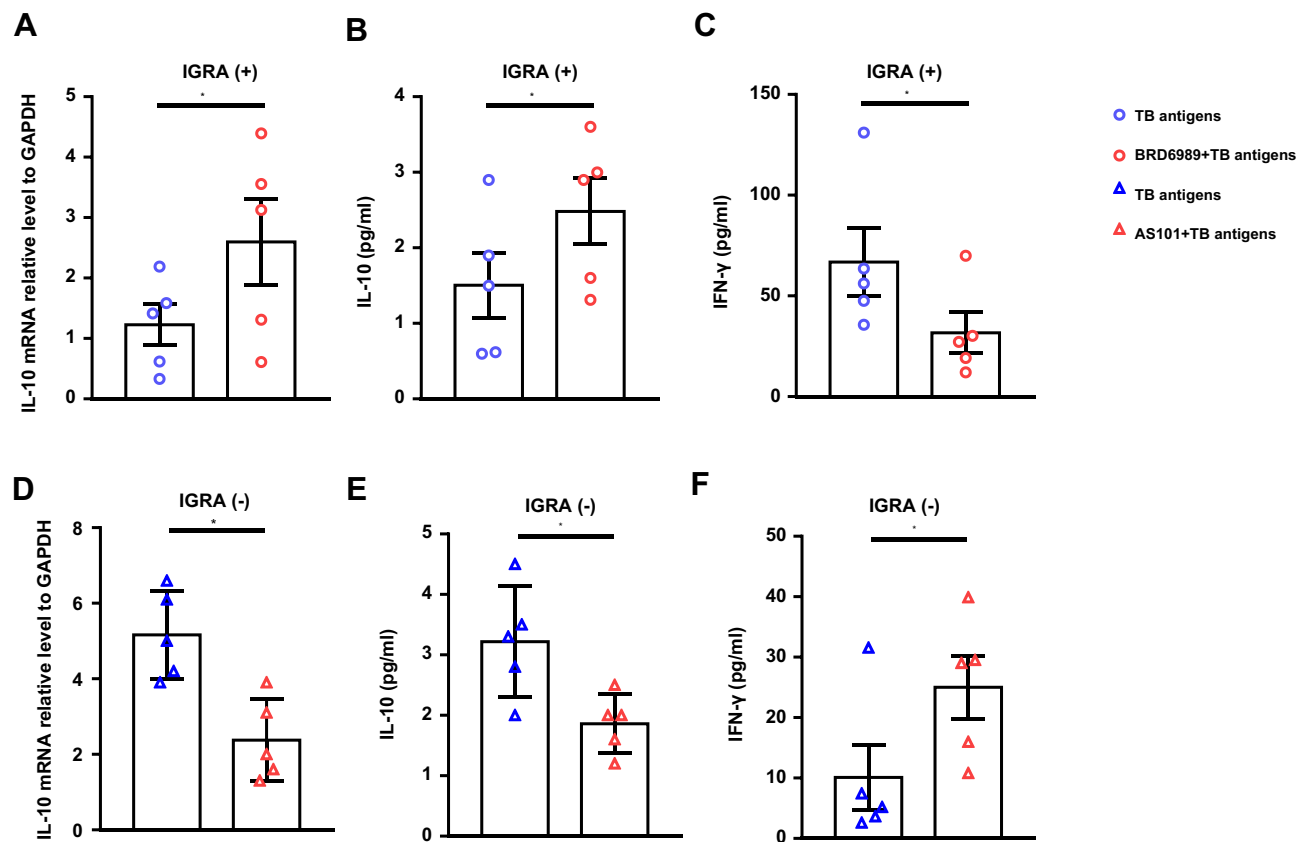 A
B
C
IGRA (+)
*
IL-10 mRNA relative level to GAPDH
5
4
3
2
1
0
IGRA (+)
*
IL-10 (pg/ml)
4
3
2
1
0
IGRA (+)
*
IFN-γ (pg/ml)
150
100
50
0
TB antigens
BRD6989+TB antigens
TB antigens
AS101+TB antigens
D
E
F
IGRA (-)
*
IL-10 mRNA relative level to GAPDH
8
6
4
2
0
IGRA (-)
*
IL-10 (pg/ml)
5
4
3
2
1
0
IGRA (-)
*
IFN-γ (pg/ml)
50
40
30
20
10
0